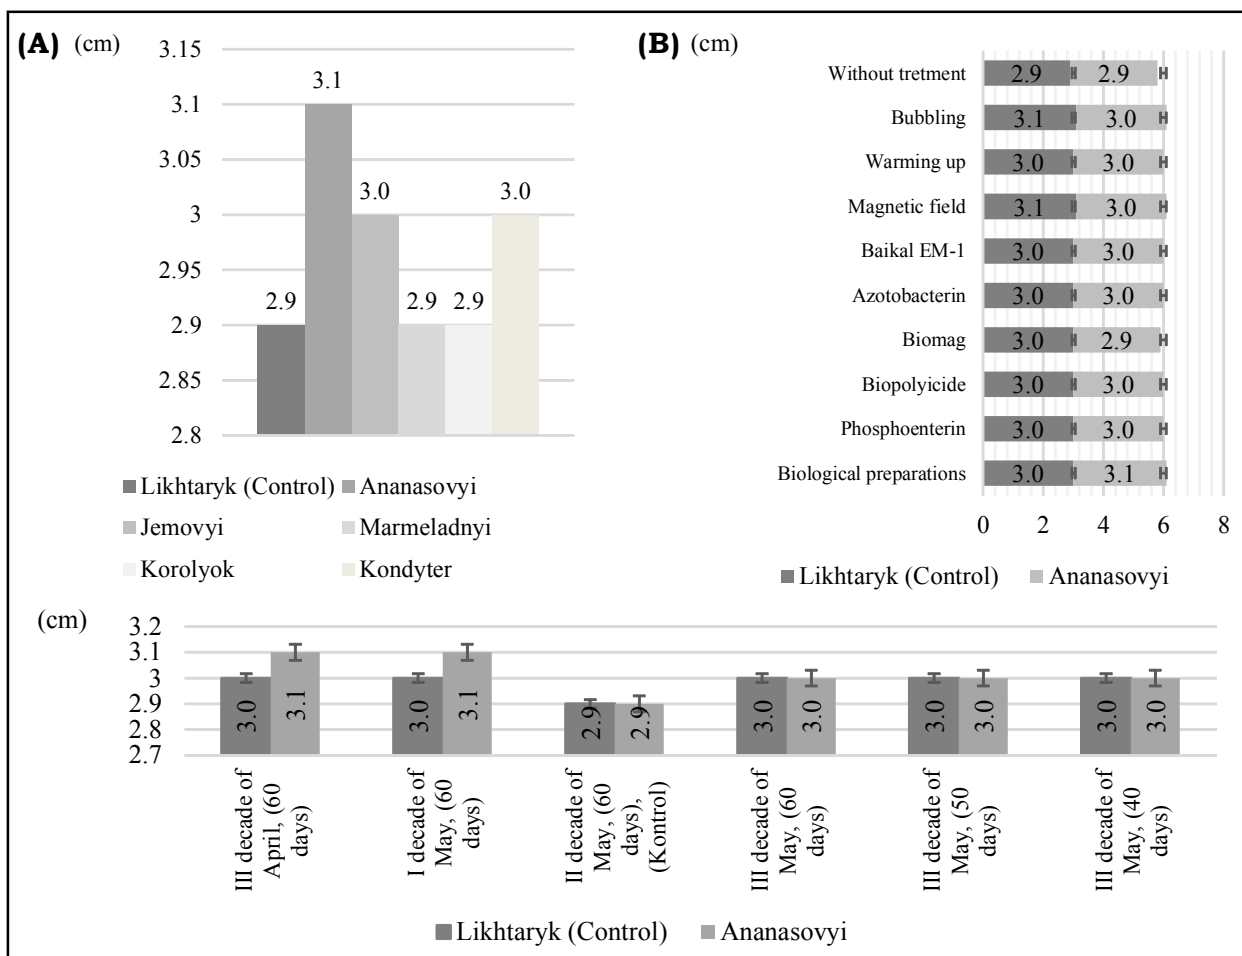 (A) (cm)
3.15
3.1
3.05
3
2.95
2.9
2.85
2.8
2.9
3.1
3.0
2.9
2.9
3.0
Likhtaryk (Control) Ananasovyi
Jemovyi Marmeladnyi
Korolyok Kondyter
(B) (cm)
Without tretment 2.9 2.9
Bubbling 3.1 3.0
Warming up 3.0 3.0
Magnetic field 3.1 3.0
Baikal EM-1 3.0 3.0
Azotobacterin 3.0 3.0
Biomag 3.0 2.9
Biopolyicide 3.0 3.0
Phosphoenterin 3.0 3.0
Biological preparations 3.0 3.1
0 2 4 6 8
Likhtaryk (Control) Ananasovyi
(cm)
3.2
3.1
3
2.9
2.8
2.7
3.0 3.1 3.0 3.1 2.9 2.9 3.0 3.0 3.0 3.0 3.0 3.0
III decade of
April, (60
days)
I decade of
May, (60
days)
II decade of
May, (60
days),
(Kontrol)
III decade of
May, (60
days)
III decade of
May, (50
days)
III decade of
May, (40
days)
Likhtaryk (Control) Ananasovyi